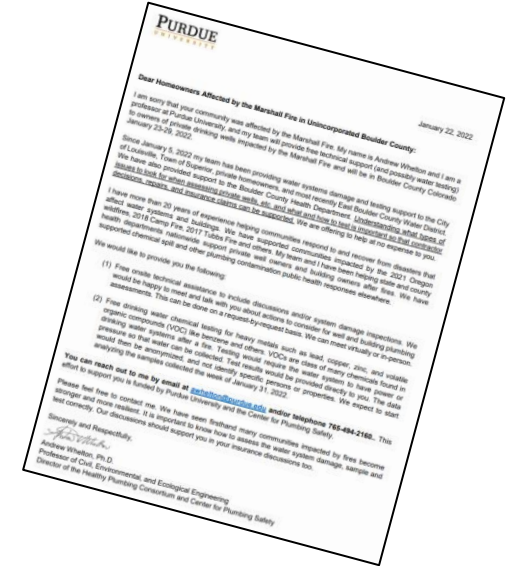 PURDUE
UNIVERSITY
January 22, 2022
Dear Homeowners Affected by the Marshall Fire in Unincorporated Boulder County:
I am sorry that your community was affected by the Marshall Fire. My name is Andrew Whelton and I am a
professor at Purdue University, and my team will provide free technical support (and possibly water testing)
to owners of private drinking wells impacted by the Marshall Fire and will be in Boulder County Colorado
January 23-29, 2022.
Since January 5, 2022 my team has been providing water systems damage and testing support to the City
of Louisville, Town of Superior, private homeowners, and most recently East Boulder County Water District.
We have also provided support to the Boulder County Health Department. Understanding what types of
issues to look for when assessing private wells, etc. and what and how to test is important so that contractor
decisions, repairs, and insurance claims can be supported. We are offering to help at no expense to you.
I have more than 20 years of experience helping communities respond to and recover from disasters that
affect water systems and buildings. We have supported communities impacted by the 2021 Oregon
wildfires, 2018 Camp Fire, 2017 Tubbs Fire and others. My team and I have been helping state and county
health departments nationwide support private well owners and building owners after fires. We have
supported chemical spill and other plumbing contamination public health responses elsewhere.
We would like to provide you the following:
(1) Free onsite technical assistance to include discussions and/or system damage inspections. We
would be happy to meet and talk with you about actions to consider for well and building plumbing
assessments. This can be done on a request-by-request basis. We can meet virtually or in-person.
(2) Free drinking water chemical testing for heavy metals such as lead, copper, zinc, and volatile
organic compounds (VOC) like benzene and others. VOCs are class of many chemicals found in
drinking water systems after a fire. Testing would require the water system to have power or
pressure so that water can be collected. Test results would be provided directly to you. The data
would then be anonymized, and not identify specific persons or properties. We expect to start
analyzing the samples collected the week of January 31, 2022.
You can reach out to me by email at awhelton@purdue.edu and/or telephone 765-494-2160.. This
effort to support you is funded by Purdue University and the Center for Plumbing Safety.
Please feel free to contact me. We have seen firsthand many communities impacted by fires become
stronger and more resilient. It is important to know how to assess the water system damage, sample and
test correctly. Our discussions should support you in your insurance discussions too.
Sincerely and Respectfully,
Andrew Whelton, Ph.D.
Professor of Civil, Environmental, and Ecological Engineering
Director of the Healthy Plumbing Consortium and Center for Plumbing Safety